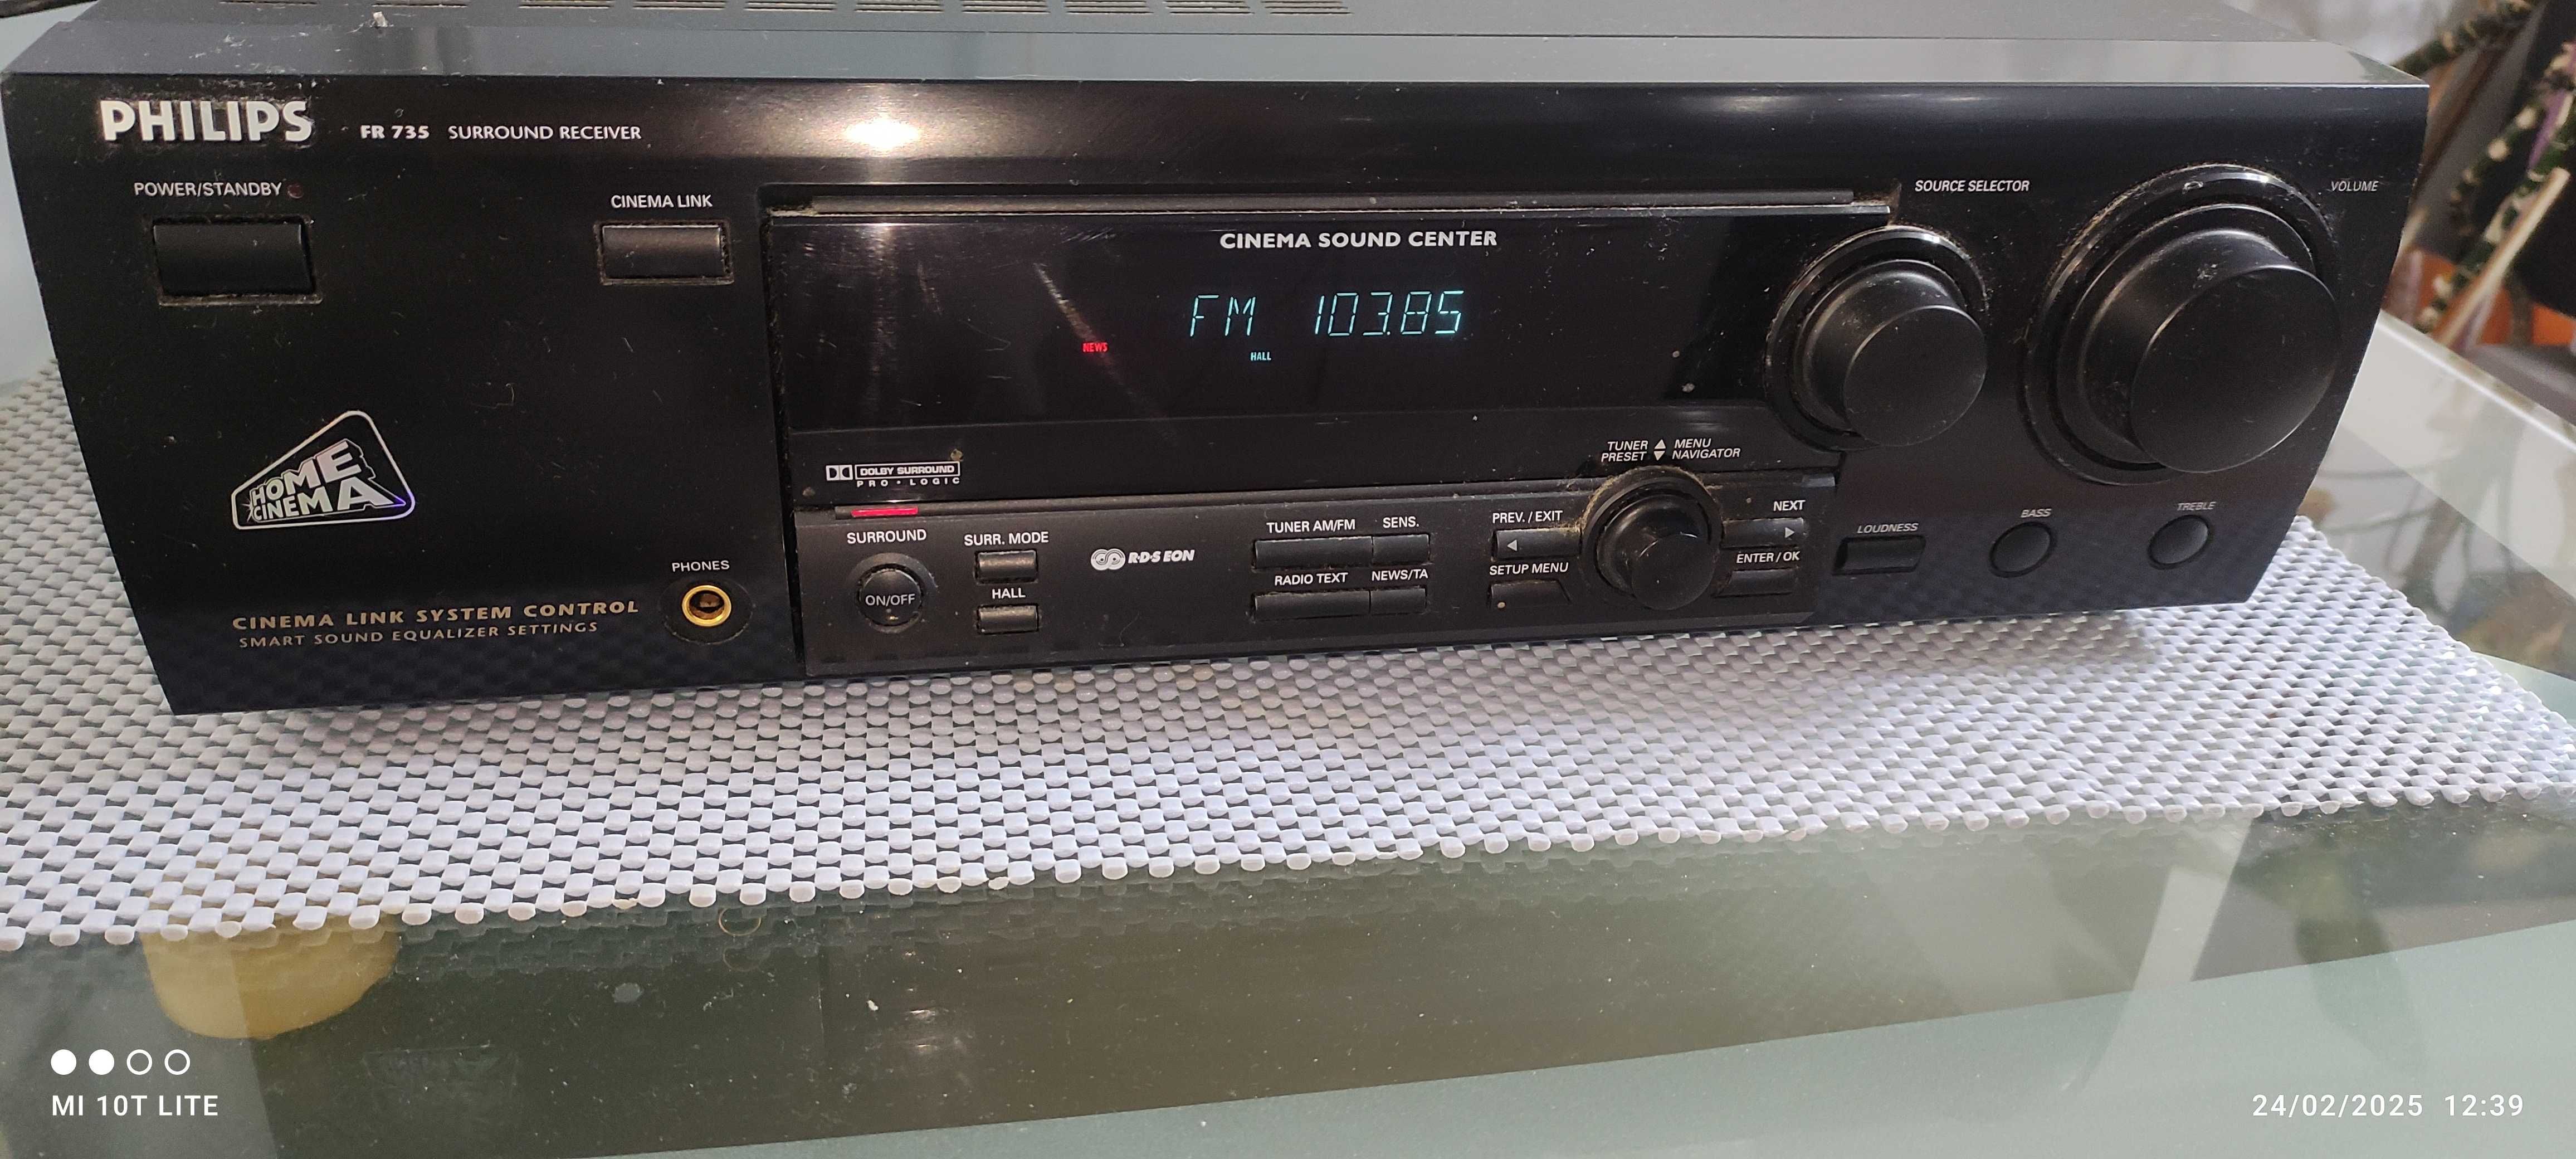 PHILIPS FR 735 SURROUND RECEIVER
POWER/STANDBY
CINEMA LINK
SOURCE SELECTOR
VOLUME
CINEMA SOUND CENTER
FM 103.85
NEWS
HALL
HOME
CINEMA
DOLBY SURROUND
PRO • LOGIC
TUNER PRESET
MENU NAVIGATOR
SURROUND
ON/OFF
SURR. MODE
HALL
R·D·S EON
TUNER AM/FM
SENS.
RADIO TEXT
NEWS/TA
PREV. / EXIT
SETUP MENU
NEXT
ENTER / OK
LOUDNESS
BASS
TREBLE
PHONES
CINEMA LINK SYSTEM CONTROL
SMART SOUND EQUALIZER SETTINGS
MI 10T LITE
24/02/2025 12:39